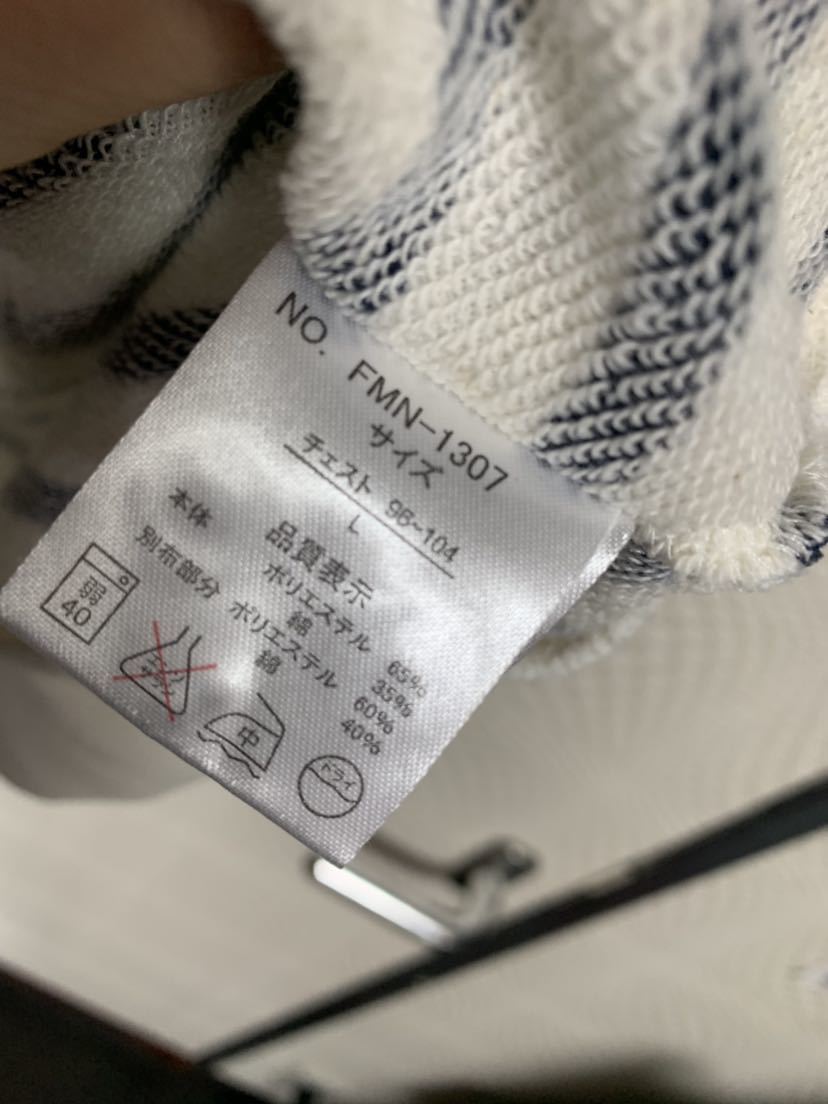 NO. FMN-1307
サイズ
チェスト 96~104
L
品質表示
本体 ポリエステル 65%
綿 35%
別布部分 ポリエステル 60%
綿 40%
弱
40
中
ドライ